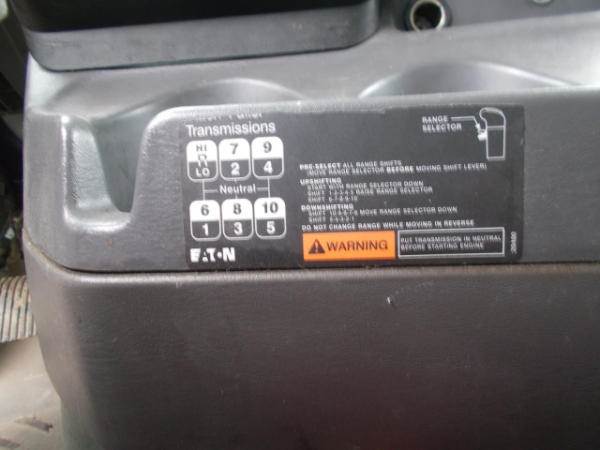 Transmissions
HI 7 9
R
LO 2 4
Neutral
6 8 10
1 3 5
EATON
RANGE
SELECTOR
PRE-SELECT ALL RANGE SHIFTS
(MOVE RANGE SELECTOR BEFORE MOVING SHIFT LEVER)
UPSHIFTING
START WITH RANGE SELECTOR DOWN
SHIFT 1-2-3-4-5 RAISE RANGE SELECTOR
SHIFT 6-7-8-9-10
DOWNSHIFTING
SHIFT 10-9-8-7-6 MOVE RANGE SELECTOR DOWN
SHIFT 5-4-3-2-1
DO NOT CHANGE RANGE WHILE MOVING IN REVERSE
WARNING
PUT TRANSMISSION IN NEUTRAL
BEFORE STARTING ENGINE